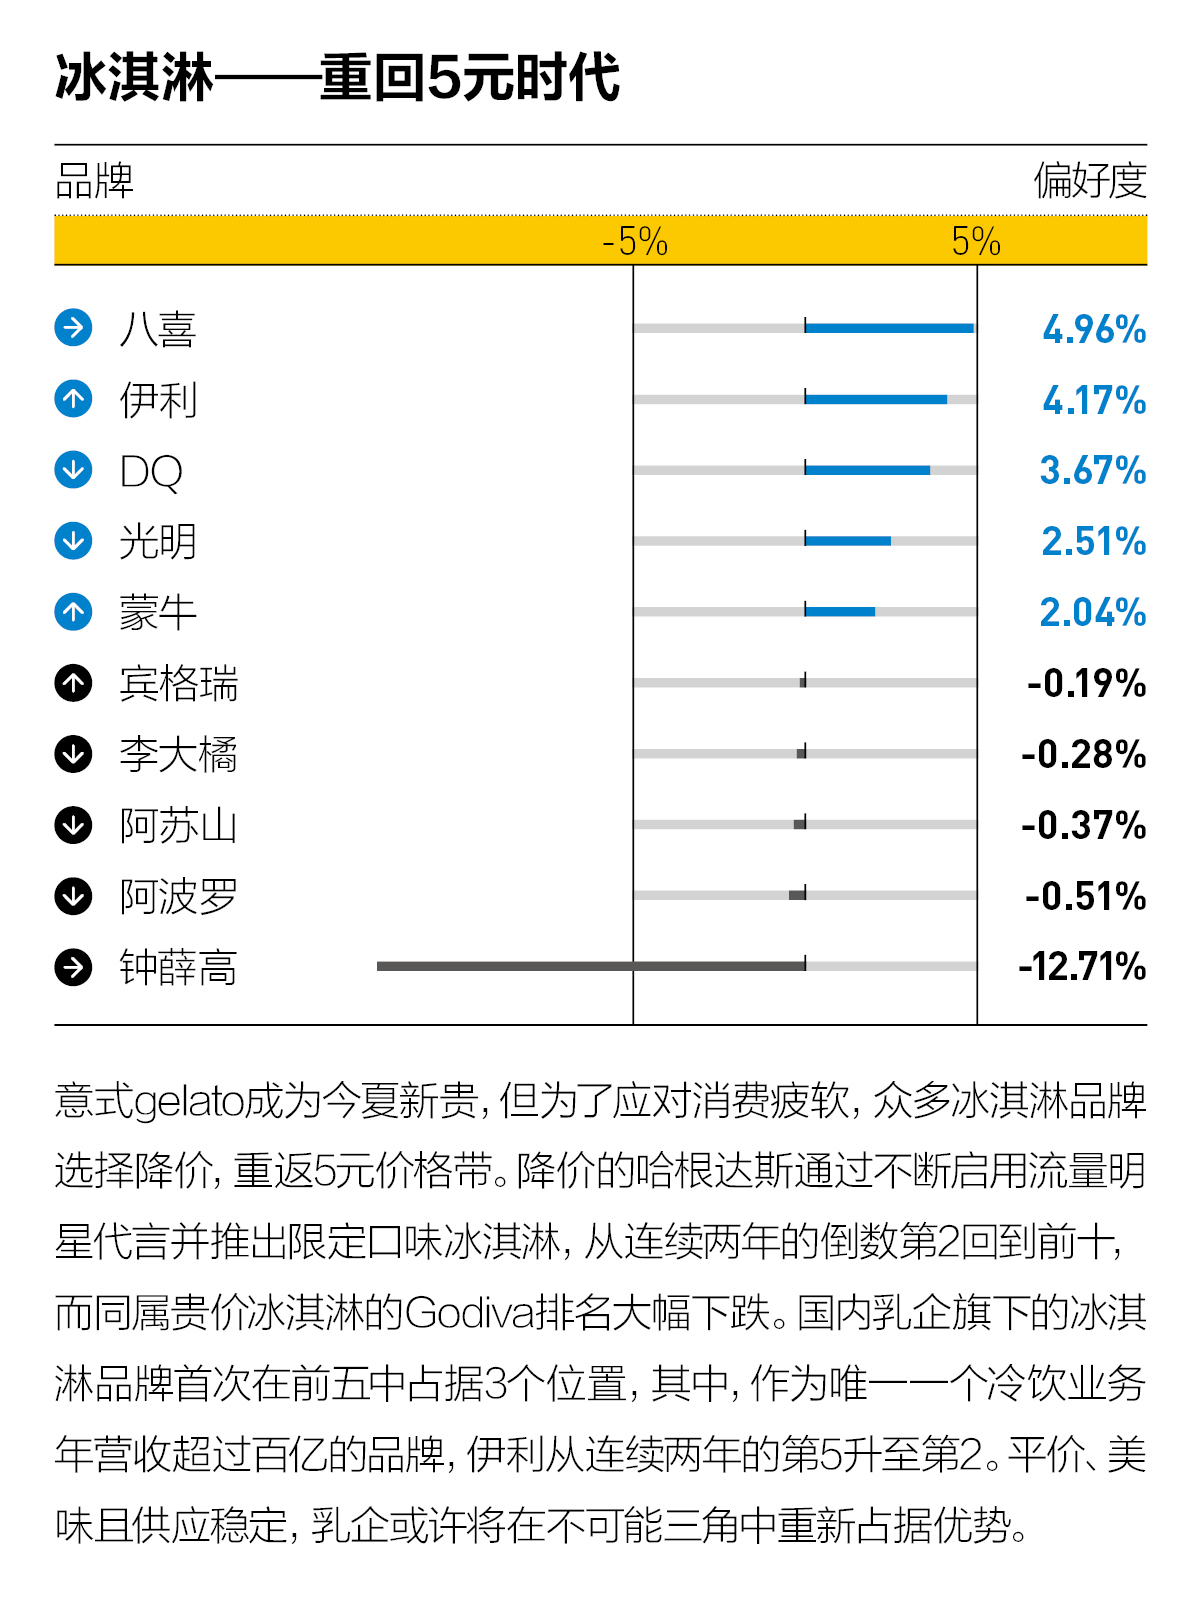 冰淇淋——重回5元时代
品牌 偏好度
-5% 5%
八喜 4.96%
伊利 4.17%
DQ 3.67%
光明 2.51%
蒙牛 2.04%
宾格瑞 -0.19%
李大橘 -0.28%
阿苏山 -0.37%
阿波罗 -0.51%
钟薛高 -12.71%
意式gelato成为今夏新贵，但为了应对消费疲软，众多冰淇淋品牌
选择降价，重返5元价格带。降价的哈根达斯通过不断启用流量明
星代言并推出限定口味冰淇淋，从连续两年的倒数第2回到前十，
而同属贵价冰淇淋的Godiva排名大幅下跌。国内乳企旗下的冰淇
淋品牌首次在前五中占据3个位置，其中，作为唯一一个冷饮业务
年营收超过百亿的品牌，伊利从连续两年的第5升至第2。平价、美
味且供应稳定，乳企或许将在不可能三角中重新占据优势。